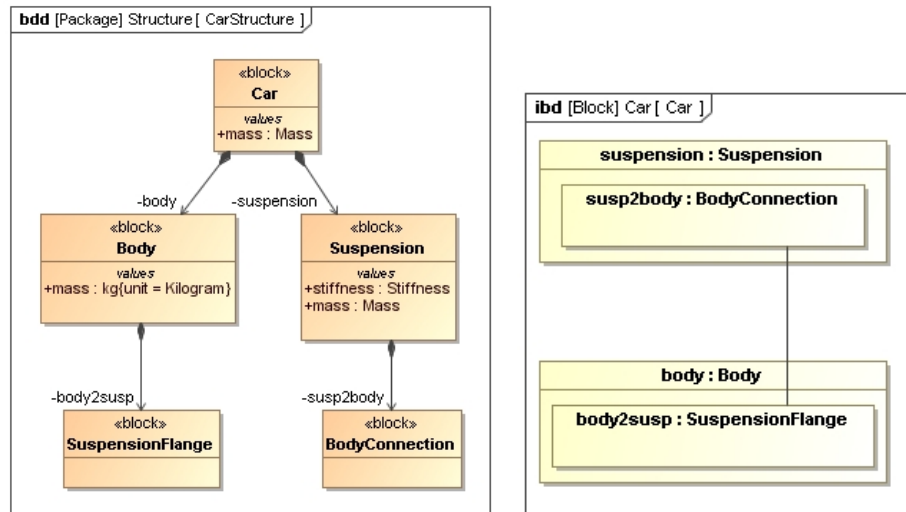 bdd [Package] Structure [ CarStructure ]
«block»
Car
values
+mass : Mass
-body
-suspension
«block»
Body
values
+mass : kg{unit = Kilogram}
«block»
Suspension
values
+stiffness : Stiffness
+mass : Mass
-body2susp
-susp2body
«block»
SuspensionFlange
«block»
BodyConnection
ibd [Block] Car [ Car ]
suspension : Suspension
susp2body : BodyConnection
body : Body
body2susp : SuspensionFlange